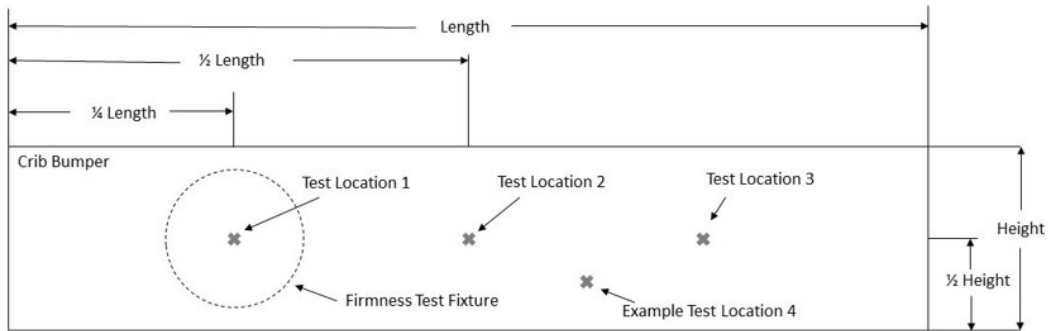 Length
½ Length
¼ Length
Crib Bumper
Test Location 1
Test Location 2
Test Location 3
Height
½ Height
Firmness Test Fixture
Example Test Location 4